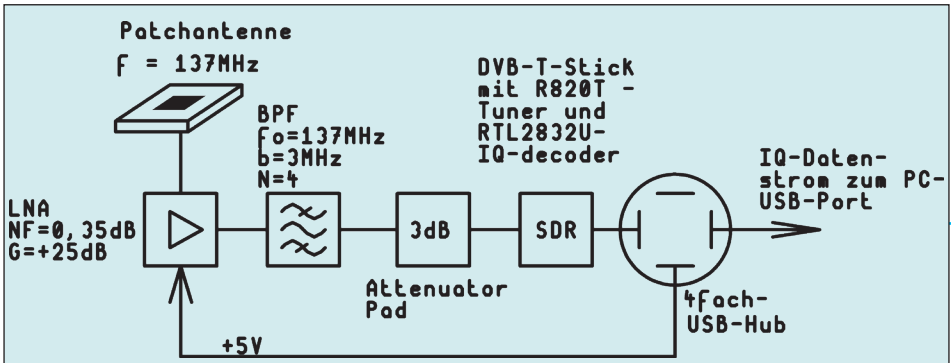 Patchantenne
f = 137MHz
DVB-T-Stick
mit R820T -
Tuner und
RTL2832U-
IQ-decoder
BPF
fo=137MHz
b=3MHz
N=4
IQ-Daten-
strom zum PC-
USB-Port
LNA
NF=0,35dB
G=+25dB
3dB
SDR
Attenuator
Pad
4fach-
USB-Hub
+5V